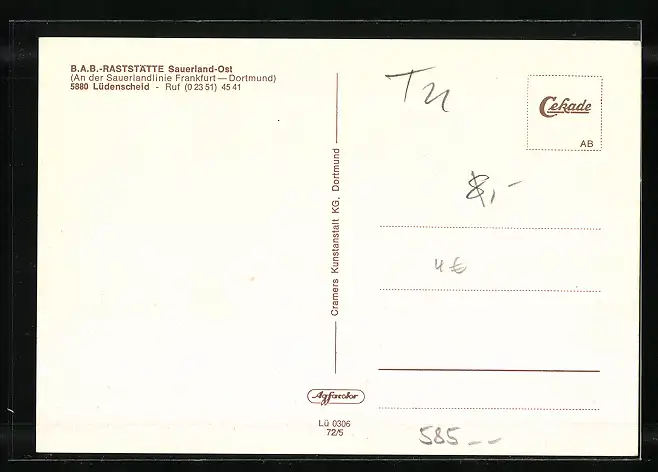 B.A.B.-RASTSTÄTTE Sauerland-Ost
(An der Sauerlandlinie Frankfurt — Dortmund)
5880 Lüdenscheid - Ruf (0 23 51) 45 41
Cramers Kunstanstalt KG, Dortmund
Agfacolor
Lü 0306
72/5
Cekade
AB
8,-
4 €
585